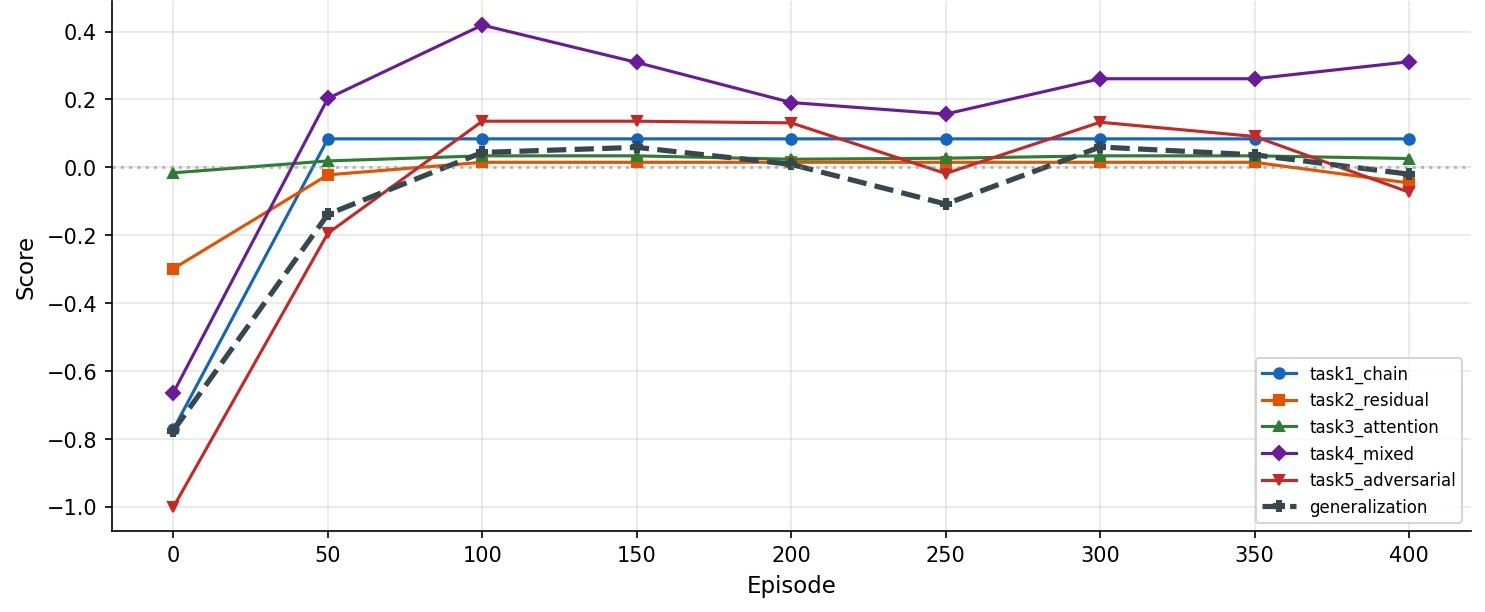 0.4
0.2
0.0
−0.2
−0.4
−0.6
−0.8
−1.0
Score
0 50 100 150 200 250 300 350 400
Episode
task1_chain
task2_residual
task3_attention
task4_mixed
task5_adversarial
generalization